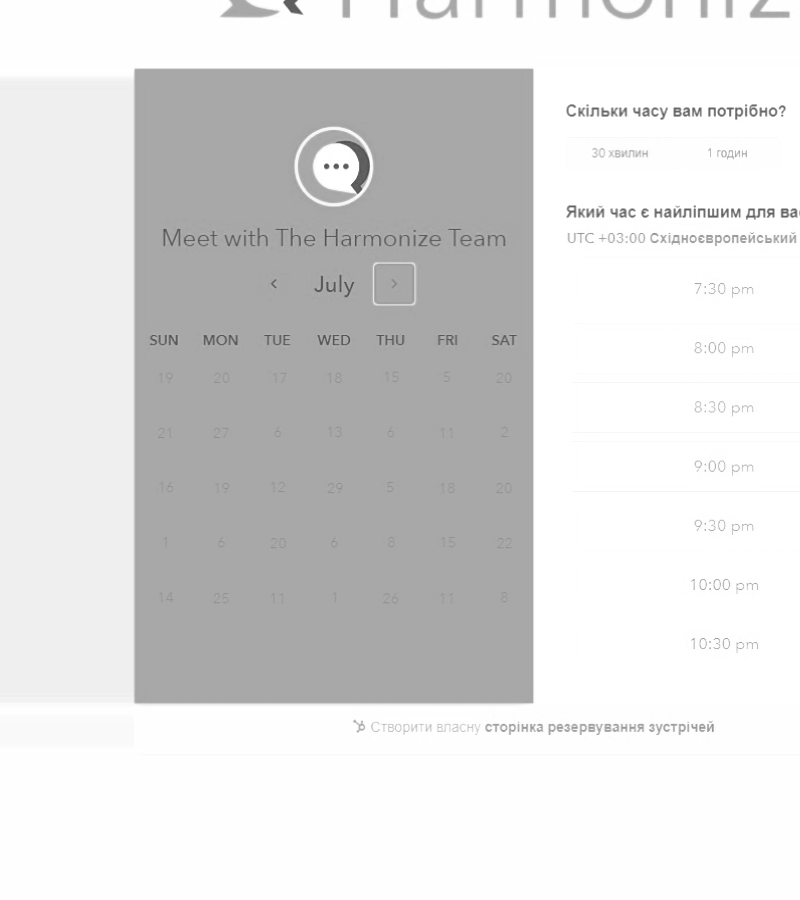 Harmoniz
Meet with The Harmonize Team
July
SUN MON TUE WED THU FRI SAT
19 20 17 18 15 5 20
21 27 6 13 6 11 2
16 19 12 29 5 18 20
1 6 20 6 8 15 22
14 25 11 1 26 11 8
Скільки часу вам потрібно?
30 хвилин 1 годин
Який час є найліпшим для вас
UTC +03:00 Східноєвропейський
7:30 pm
8:00 pm
8:30 pm
9:00 pm
9:30 pm
10:00 pm
10:30 pm
Створити власну сторінка резервування зустрічей